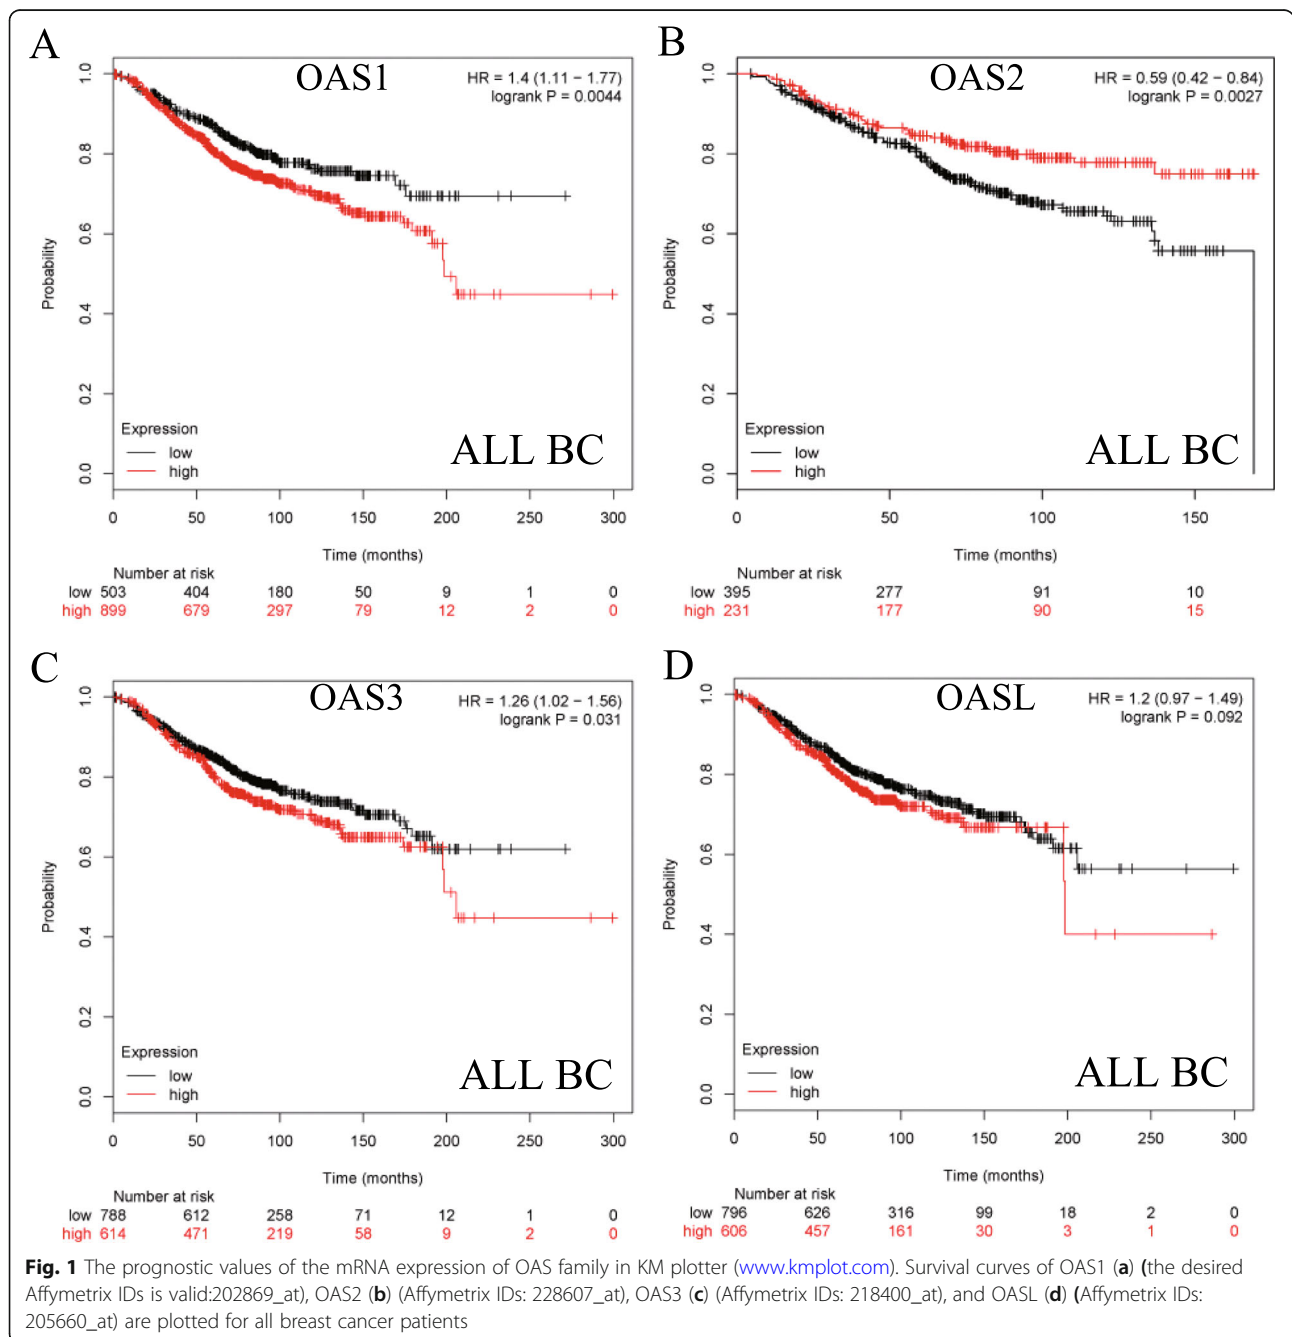 A
OAS1
HR = 1.4 (1.11 − 1.77)
logrank P = 0.0044
Probability
1.0
0.8
0.6
0.4
0.2
0.0
Expression
low
high
ALL BC
0 50 100 150 200 250 300
Time (months)
Number at risk
low 503 404 180 50 9 1 0
high 899 679 297 79 12 2 0
B
OAS2
HR = 0.59 (0.42 − 0.84)
logrank P = 0.0027
Probability
1.0
0.8
0.6
0.4
0.2
0.0
Expression
low
high
ALL BC
0 50 100 150
Time (months)
Number at risk
low 395 277 91 10
high 231 177 90 15
C
OAS3
HR = 1.26 (1.02 − 1.56)
logrank P = 0.031
Probability
1.0
0.8
0.6
0.4
0.2
0.0
Expression
low
high
ALL BC
0 50 100 150 200 250 300
Time (months)
Number at risk
low 788 612 258 71 12 1 0
high 614 471 219 58 9 2 0
D
OASL
HR = 1.2 (0.97 − 1.49)
logrank P = 0.092
Probability
1.0
0.8
0.6
0.4
0.2
0.0
Expression
low
high
ALL BC
0 50 100 150 200 250 300
Time (months)
Number at risk
low 796 626 316 99 18 2 0
high 606 457 161 30 3 1 0
Fig. 1 The prognostic values of the mRNA expression of OAS family in KM plotter (www.kmplot.com). Survival curves of OAS1 (a) (the desired
Affymetrix IDs is valid:202869_at), OAS2 (b) (Affymetrix IDs: 228607_at), OAS3 (c) (Affymetrix IDs: 218400_at), and OASL (d) (Affymetrix IDs:
205660_at) are plotted for all breast cancer patients